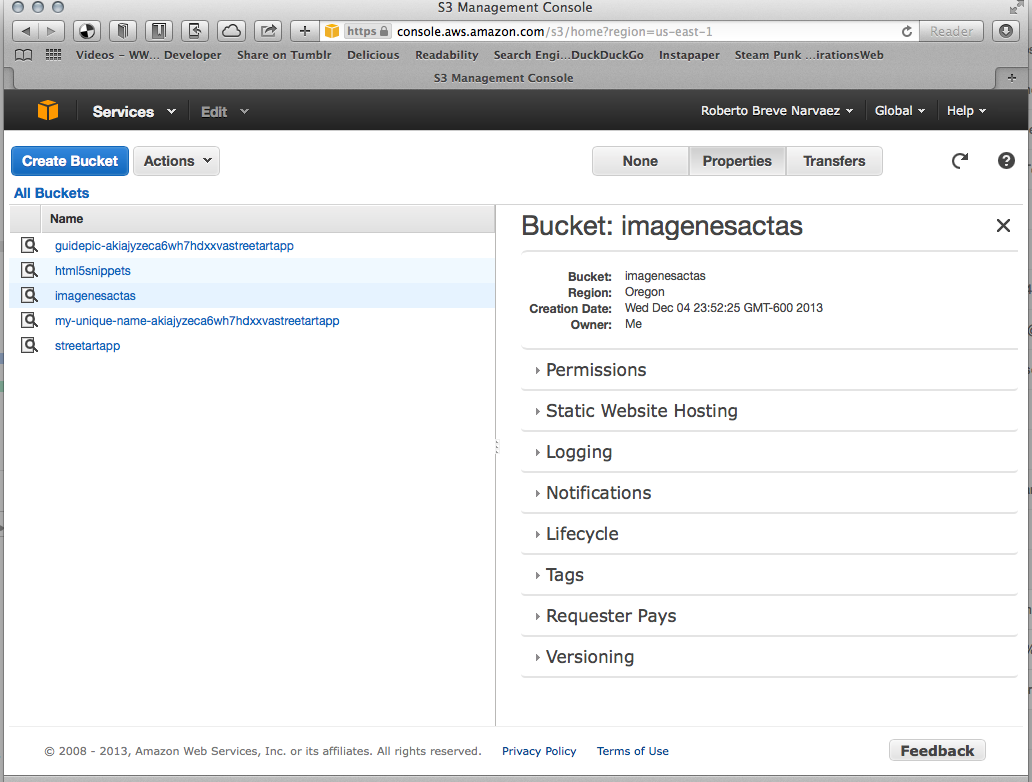 S3 Management Console
https console.aws.amazon.com/s3/home?region=us-east-1 Reader
Videos – WW... Developer Share on Tumblr Delicious Readability Search Engi...DuckDuckGo Instapaper Steam Punk ...irationsWeb
S3 Management Console
Services Edit Roberto Breve Narvaez Global Help
Create Bucket Actions None Properties Transfers
All Buckets
Name
guidepic-akiajyzeca6wh7hdxxvastreetartapp
html5snippets
imagenesactas
my-unique-name-akiajyzeca6wh7hdxxvastreetartapp
streetartapp
Bucket: imagenesactas
Bucket: imagenesactas
Region: Oregon
Creation Date: Wed Dec 04 23:52:25 GMT-600 2013
Owner: Me
Permissions
Static Website Hosting
Logging
Notifications
Lifecycle
Tags
Requester Pays
Versioning
© 2008 - 2013, Amazon Web Services, Inc. or its affiliates. All rights reserved. Privacy Policy Terms of Use Feedback